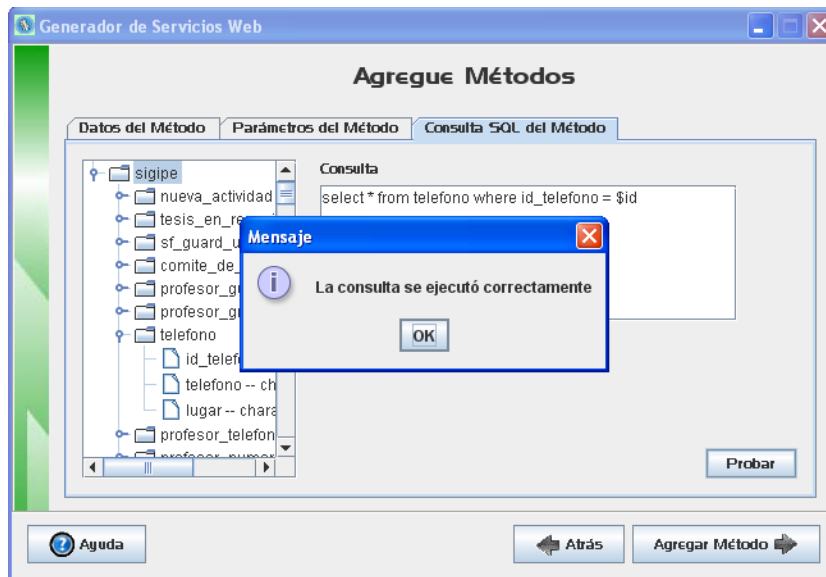 Generador de Servicios Web
Agregue Métodos
Datos del Método
Parámetros del Método
Consulta SQL del Método
sigipe
nueva_actividad
tesis_en_re
sf_guard_u
comite_de_
profesor_g
profesor_g
telefono
id_telef
telefono -- ch
lugar -- chara
profesor_telefon
Consulta
select * from telefono where id_telefono = $id
Mensaje
La consulta se ejecutó correctamente
OK
Probar
Ayuda
Atrás
Agregar Método